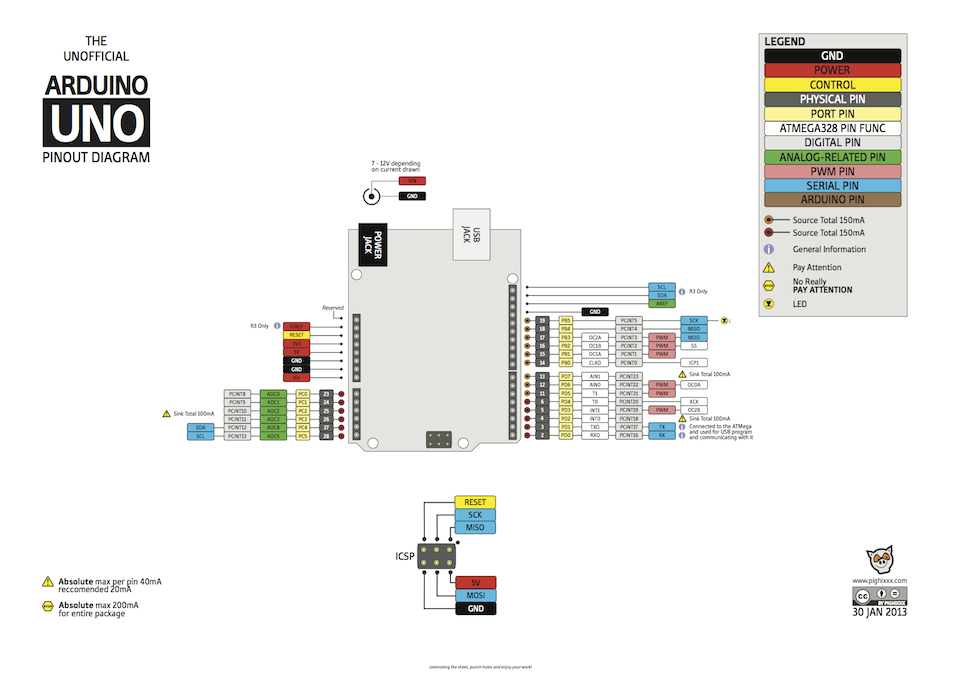 THE
UNOFFICIAL
ARDUINO
UNO
PINOUT DIAGRAM
LEGEND
GND
POWER
CONTROL
PHYSICAL PIN
PORT PIN
ATMEGA328 PIN FUNC
DIGITAL PIN
ANALOG-RELATED PIN
PWM PIN
SERIAL PIN
ARDUINO PIN
Source Total 150mA
Source Total 150mA
General Information
Pay Attention
No Really
PAY ATTENTION
LED
7 - 12V depending
on current drawn
VIN
GND
POWER
JACK
USB
JACK
Reserved
R3 Only
IOREF
RESET
3V3
5V
GND
GND
VIN
PCINT8 ADC0 PC0 23
PCINT9 ADC1 PC1 24
PCINT10 ADC2 PC2 25
PCINT11 ADC3 PC3 26
SDA PCINT12 ADC4 PC4 27
SCL PCINT13 ADC5 PC5 28
Sink Total 100mA
SCL
SDA
AREF
R3 Only
GND
19 PB5 PCINT5 SCK L
18 PB4 PCINT4 MISO
17 PB3 OC2A PCINT3 PWM MOSI
16 PB2 OC1B PCINT2 PWM SS
15 PB1 OC1A PCINT1 PWM
14 PB0 CLKO PCINT0 ICP1
Sink Total 100mA
13 PD7 AIN1 PCINT23
12 PD6 AIN0 PCINT22 PWM OC0A
11 PD5 T1 PCINT21 PWM
6 PD4 T0 PCINT20 XCK
5 PD3 INT1 PCINT19 PWM OC2B
4 PD2 INT0 PCINT18 Sink Total 100mA
3 PD1 TXD PCINT17 TX
2 PD0 RXD PCINT16 RX
Connected to the ATMega
and used for USB program
and communicating with it
RESET
SCK
MISO
ICSP
5V
MOSI
GND
Absolute max per pin 40mA
reccomended 20mA
Absolute max 200mA
for entire package
www.pighixxx.com
cc
BY PIGHIXXX
30 JAN 2013
laminating the sheet, punch holes and enjoy your work!